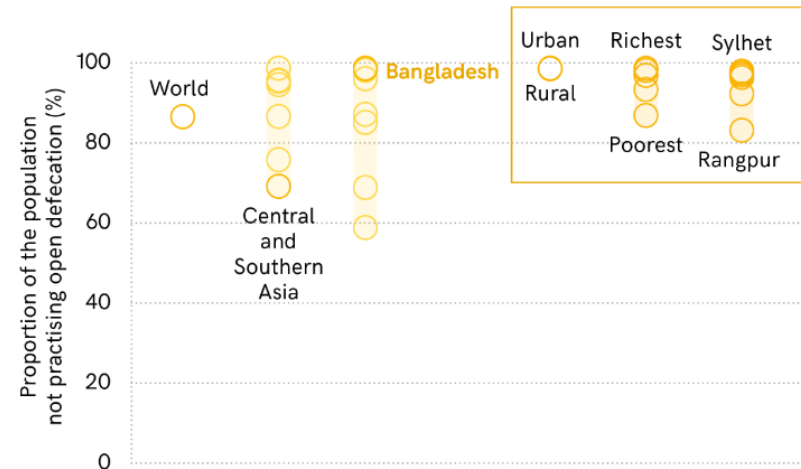 Proportion of the population
not practising open defecation (%)
100
80
60
40
20
0
World
Central
and
Southern
Asia
Bangladesh
Urban
Rural
Richest
Poorest
Sylhet
Rangpur